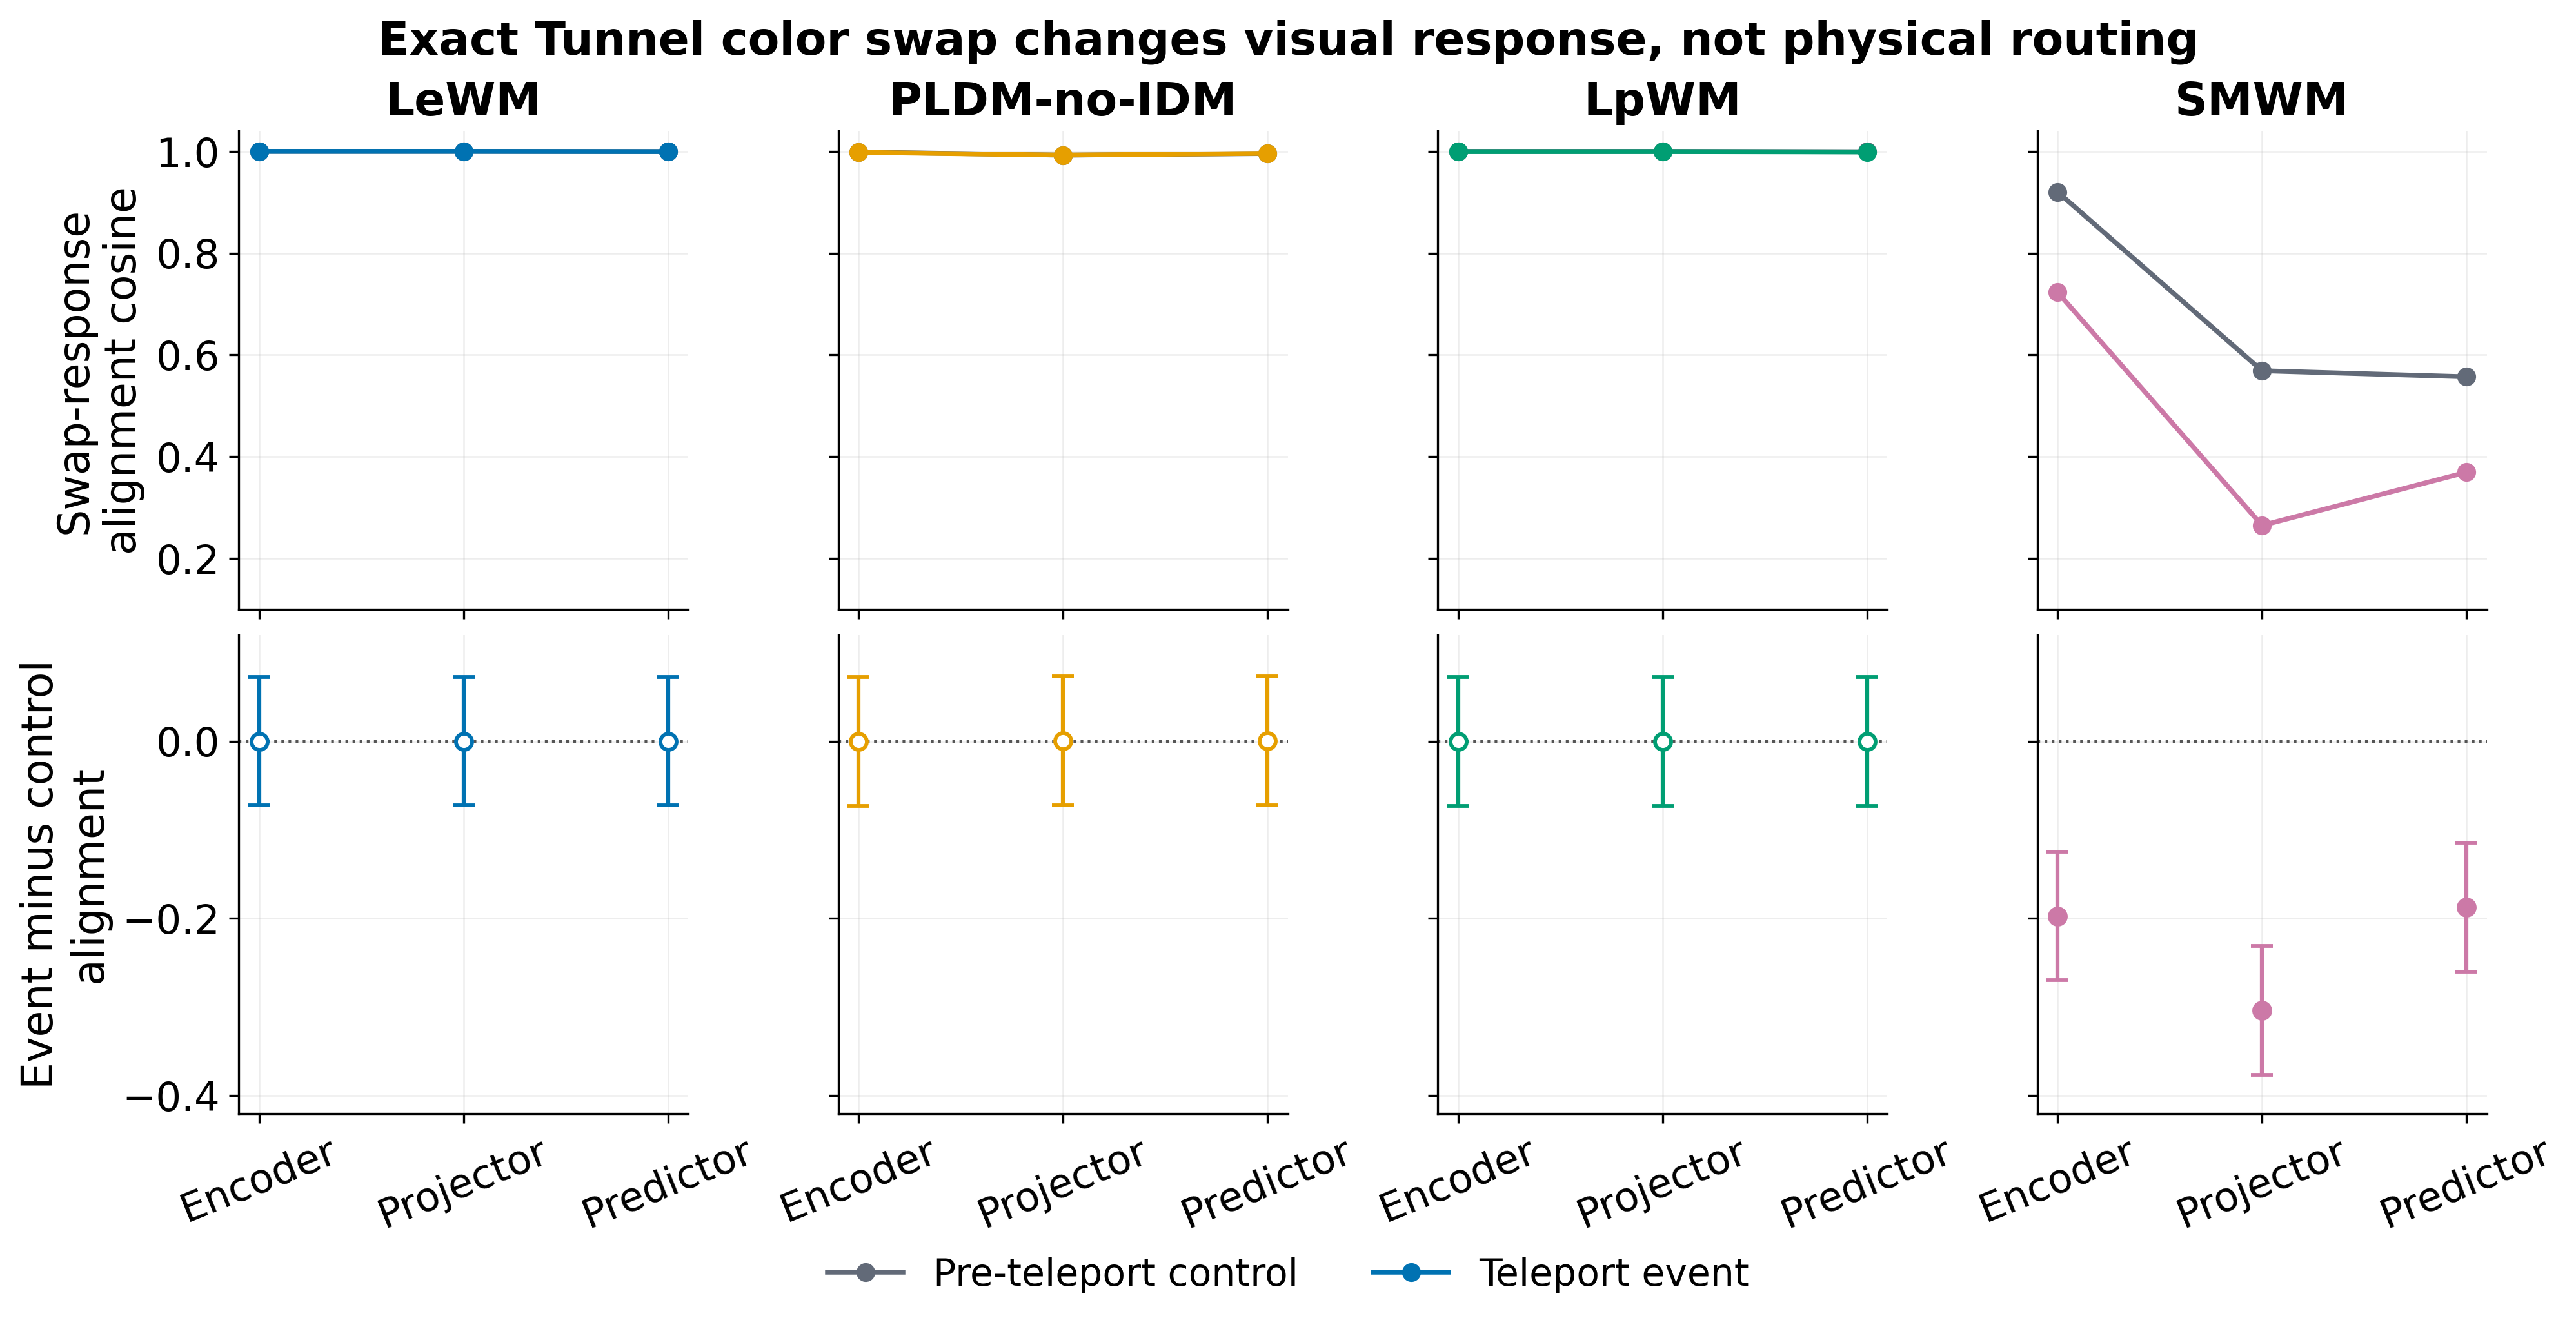 Exact Tunnel color swap changes visual response, not physical routing
LeWM
PLDM-no-IDM
LpWM
SMWM
Swap-response
alignment cosine
1.0
0.8
0.6
0.4
0.2
Event minus control
alignment
0.0
−0.2
−0.4
Encoder
Projector
Predictor
Encoder
Projector
Predictor
Encoder
Projector
Predictor
Encoder
Projector
Predictor
Pre-teleport control
Teleport event